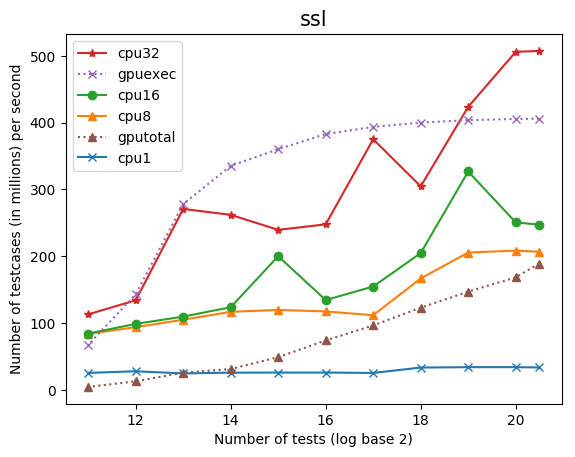 ssl
cpu32
gpuexec
cpu16
cpu8
gputotal
cpu1
Number of testcases (in millions) per second
500
400
300
200
100
0
12
14
16
18
20
Number of tests (log base 2)